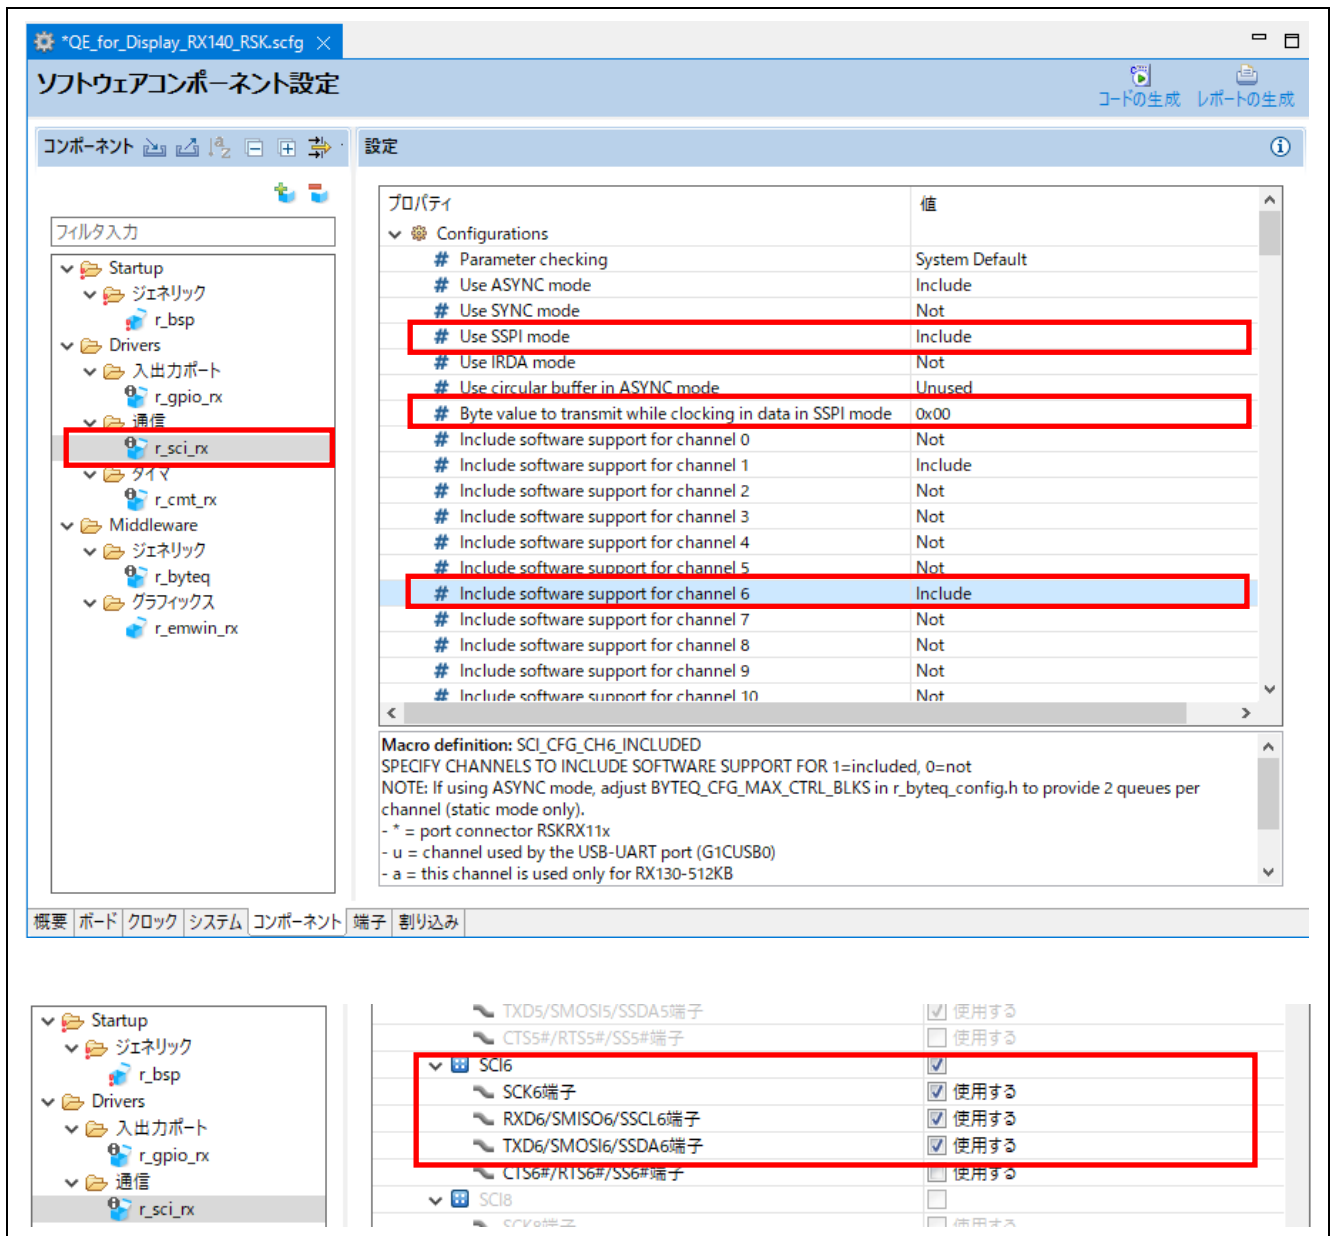 *QE_for_Display_RX140_RSK.scfg
ソフトウェアコンポーネント設定
コードの生成 レポートの生成
コンポーネント
設定
フィルタ入力
Startup
ジェネリック
r_bsp
Drivers
入出力ポート
r_gpio_rx
通信
r_sci_rx
タイマ
r_cmt_rx
Middleware
ジェネリック
r_byteq
グラフィックス
r_emwin_rx
プロパティ 値
Configurations
# Parameter checking System Default
# Use ASYNC mode Include
# Use SYNC mode Not
# Use SSPI mode Include
# Use IRDA mode Not
# Use circular buffer in ASYNC mode Unused
# Byte value to transmit while clocking in data in SSPI mode 0x00
# Include software support for channel 0 Not
# Include software support for channel 1 Include
# Include software support for channel 2 Not
# Include software support for channel 3 Not
# Include software support for channel 4 Not
# Include software support for channel 5 Not
# Include software support for channel 6 Include
# Include software support for channel 7 Not
# Include software support for channel 8 Not
# Include software support for channel 9 Not
# Include software support for channel 10 Not
Macro definition: SCI_CFG_CH6_INCLUDED
SPECIFY CHANNELS TO INCLUDE SOFTWARE SUPPORT FOR 1=included, 0=not
NOTE: If using ASYNC mode, adjust BYTEQ_CFG_MAX_CTRL_BLKS in r_byteq_config.h to provide 2 queues per
channel (static mode only).
- * = port connector RSKRX11x
- u = channel used by the USB-UART port (G1CUSB0)
- a = this channel is used only for RX130-512KB
概要 ボード クロック システム コンポーネント 端子 割り込み
Startup
ジェネリック
r_bsp
Drivers
入出力ポート
r_gpio_rx
通信
r_sci_rx
TXD5/SMOSI5/SSDA5端子 使用する
CTS5#/RTS5#/SS5#端子 使用する
SCI6
SCK6端子 使用する
RXD6/SMISO6/SSCL6端子 使用する
TXD6/SMOSI6/SSDA6端子 使用する
CTS6#/RTS6#/SS6#端子 使用する
SCI8
SCK8端子 使用する